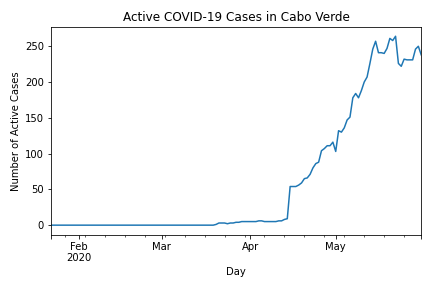 Active COVID-19 Cases in Cabo Verde
Number of Active Cases
250
200
150
100
50
0
Feb
2020
Mar
Apr
May
Day